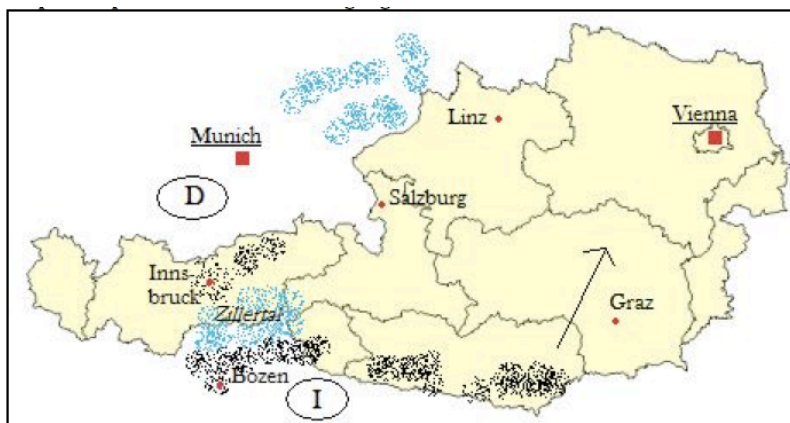 Linz
Vienna
Munich
D
Salzburg
Inns-
bruck
Zillertal
Graz
Bozen
I